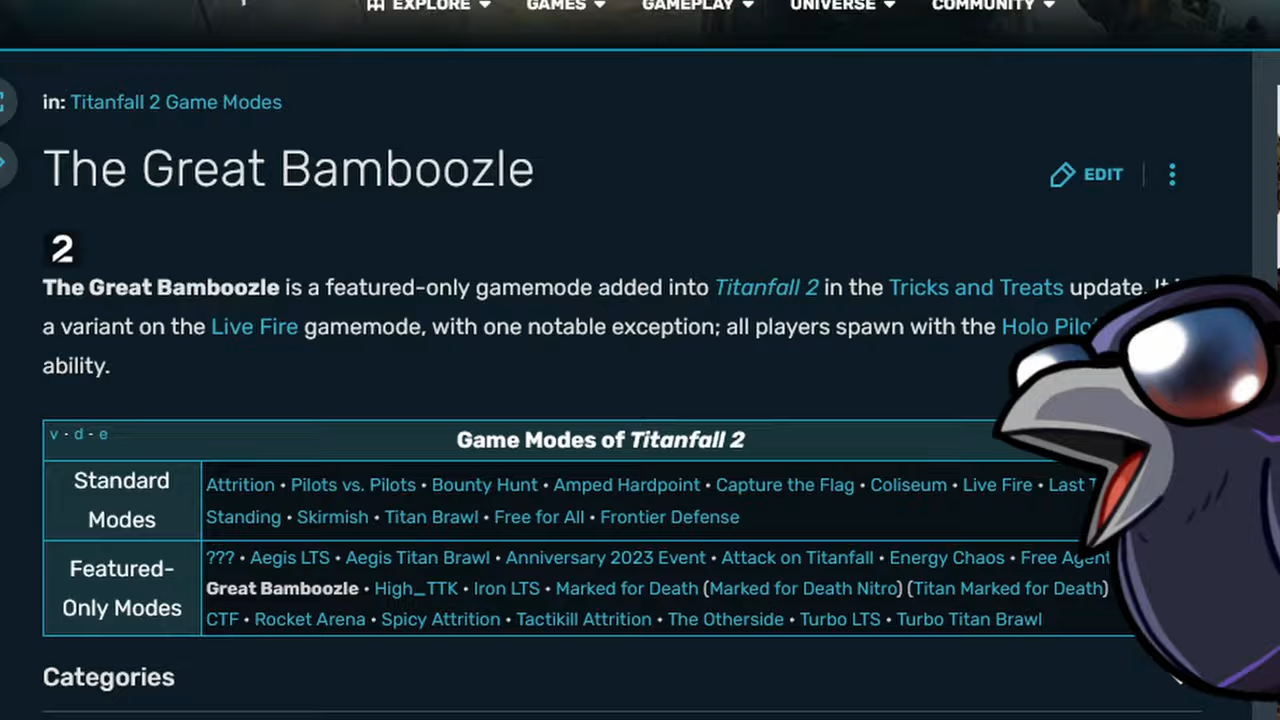 EXPLORE GAMES GAMEPLAY UNIVERSE COMMUNITY
in: Titanfall 2 Game Modes
The Great Bamboozle
EDIT
2
The Great Bamboozle is a featured-only gamemode added into Titanfall 2 in the Tricks and Treats update. It
a variant on the Live Fire gamemode, with one notable exception; all players spawn with the Holo
ability.
v · d · e
Game Modes of Titanfall 2
Standard Modes
Attrition • Pilots vs. Pilots • Bounty Hunt • Amped Hardpoint • Capture the Flag • Coliseum • Live Fire • Last
Standing • Skirmish • Titan Brawl • Free for All • Frontier Defense
Featured-Only Modes
??? • Aegis LTS • Aegis Titan Brawl • Anniversary 2023 Event • Attack on Titanfall • Energy Chaos • Free
Great Bamboozle • High_TTK • Iron LTS • Marked for Death (Marked for Death Nitro) (Titan Marked for Death)
CTF • Rocket Arena • Spicy Attrition • Tactikill Attrition • The Otherside • Turbo LTS • Turbo Titan Brawl
Categories